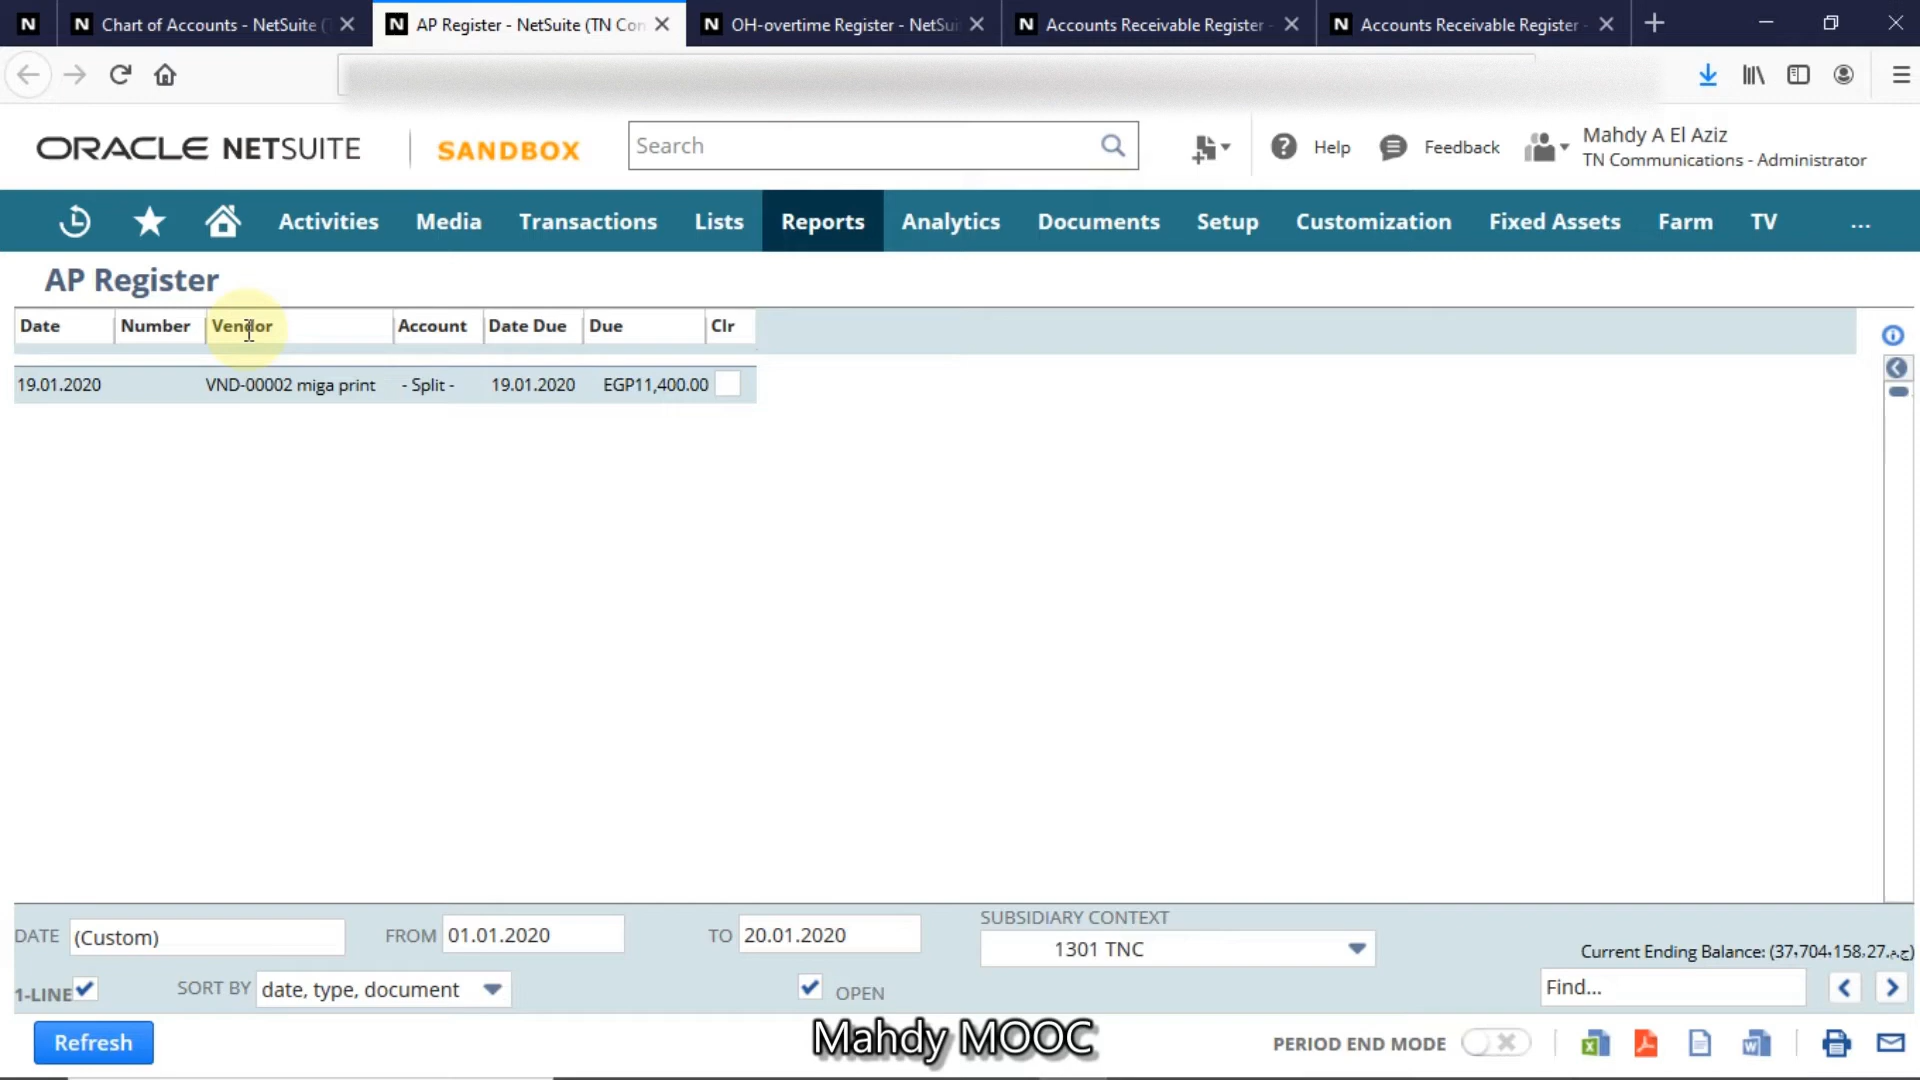 Chart of Accounts - NetSuite (T
AP Register - NetSuite (TN Con
OH-overtime Register - NetSui
Accounts Receivable Register -
Accounts Receivable Register -
ORACLE NETSUITE
SANDBOX
Search
Help
Feedback
Mahdy A El Aziz
TN Communications - Administrator
Activities Media Transactions Lists Reports Analytics Documents Setup Customization Fixed Assets Farm TV ...
AP Register
Date Number Vendor Account Date Due Due Clr
19.01.2020 VND-00002 miga print - Split - 19.01.2020 EGP11,400.00
DATE (Custom) FROM 01.01.2020 TO 20.01.2020
SUBSIDIARY CONTEXT
1301 TNC
Current Ending Balance: (37,704,158.27ج.م.)
1-LINE SORT BY date, type, document OPEN
Find...
Refresh
Mahdy MOOC
PERIOD END MODE